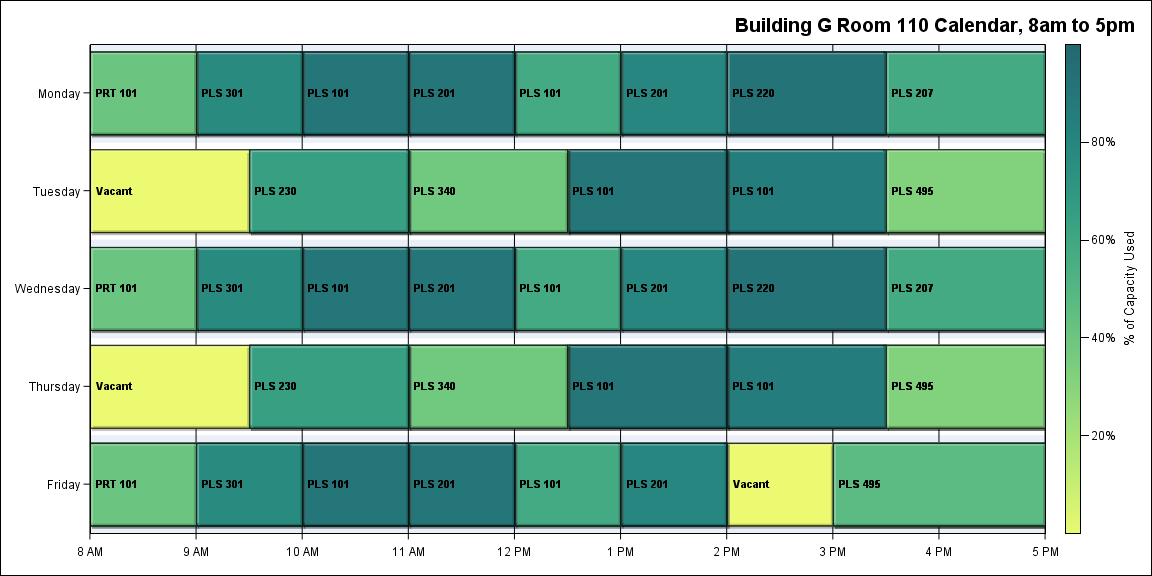 Building G Room 110 Calendar, 8am to 5pm
Monday
PRT 101
PLS 301
PLS 101
PLS 201
PLS 101
PLS 201
PLS 220
PLS 207
Tuesday
Vacant
PLS 230
PLS 340
PLS 101
PLS 101
PLS 495
Wednesday
PRT 101
PLS 301
PLS 101
PLS 201
PLS 101
PLS 201
PLS 220
PLS 207
Thursday
Vacant
PLS 230
PLS 340
PLS 101
PLS 101
PLS 495
Friday
PRT 101
PLS 301
PLS 101
PLS 201
PLS 101
PLS 201
Vacant
PLS 495
8 AM
9 AM
10 AM
11 AM
12 PM
1 PM
2 PM
3 PM
4 PM
5 PM
80%
60%
40%
20%
% of Capacity Used